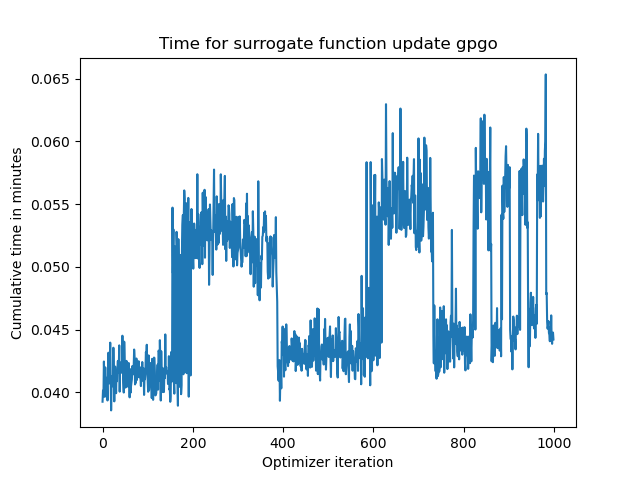 Time for surrogate function update gpgo
Cumulative time in minutes
0.065
0.060
0.055
0.050
0.045
0.040
0 200 400 600 800 1000
Optimizer iteration